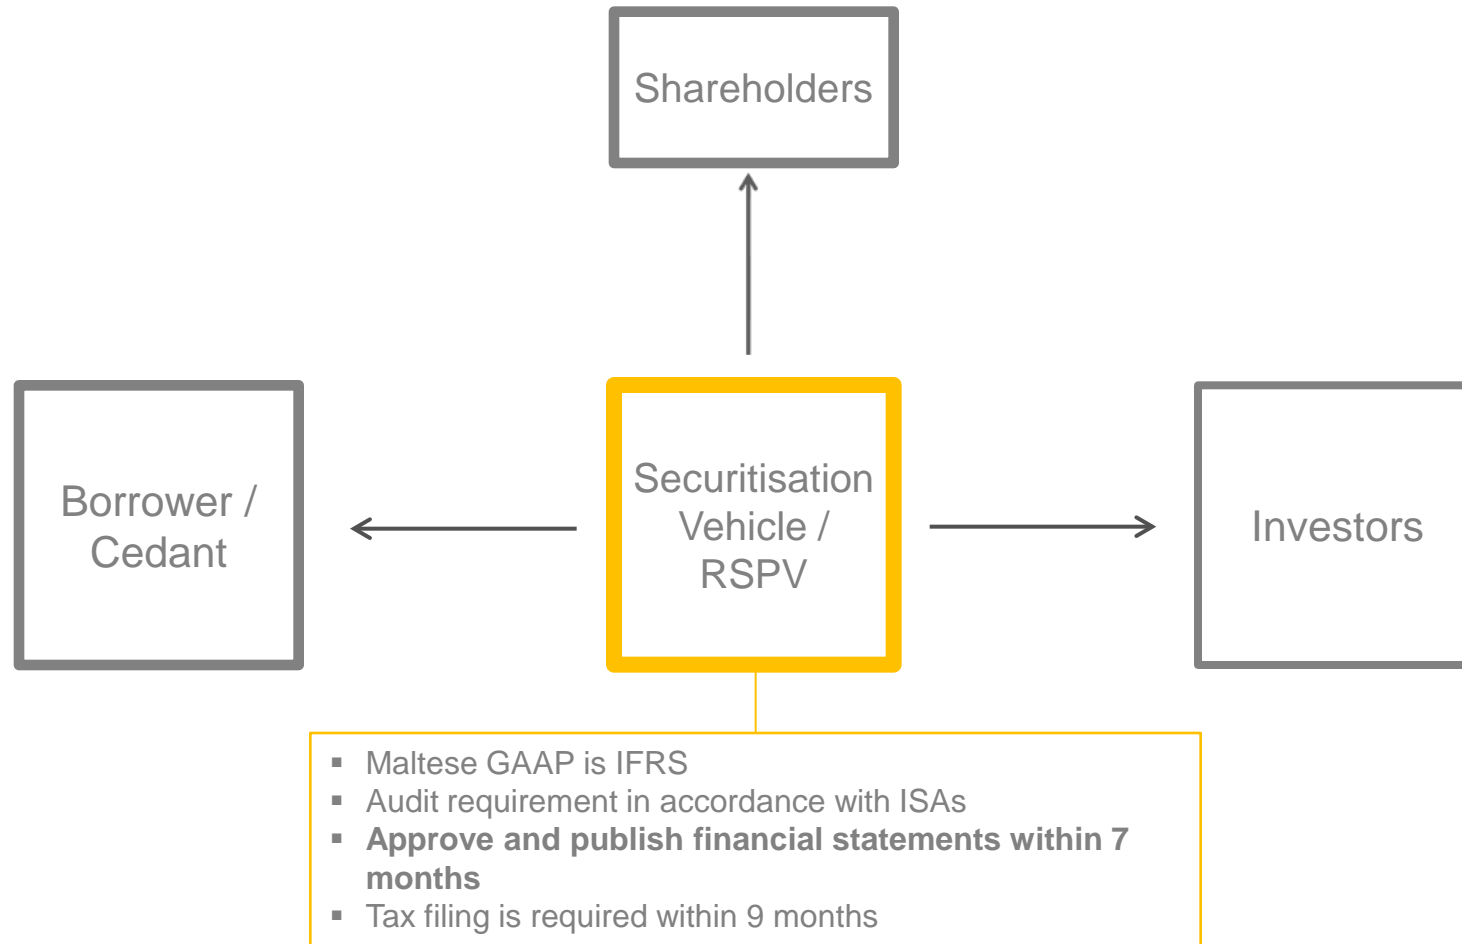 Shareholders
Borrower /
Cedant
Securitisation
Vehicle /
RSPV
Investors
▪ Maltese GAAP is IFRS
▪ Audit requirement in accordance with ISAs
▪ Approve and publish financial statements within 7
months
▪ Tax filing is required within 9 months